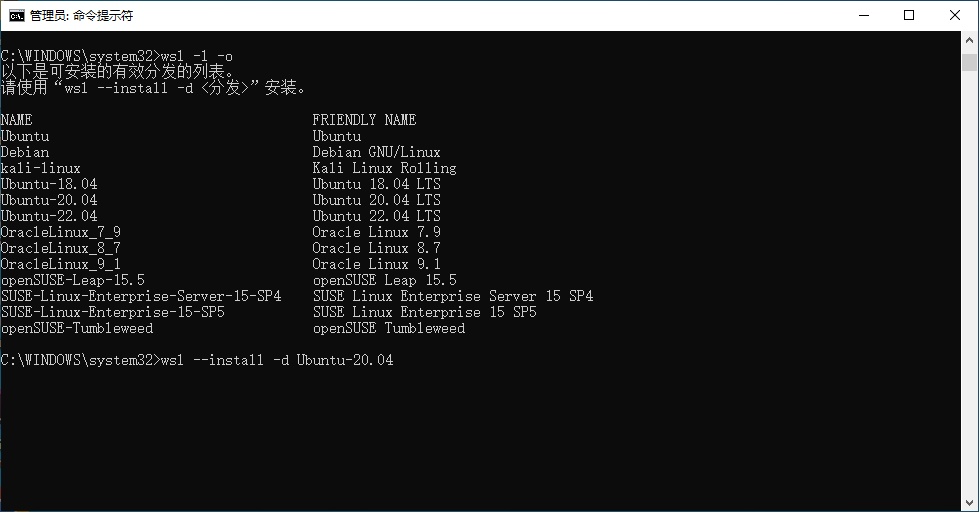 管理员: 命令提示符
C:\WINDOWS\system32>wsl -l -o
以下是可安装的有效分发的列表。
请使用“wsl --install -d <分发>”安装。
NAME FRIENDLY NAME
Ubuntu Ubuntu
Debian Debian GNU/Linux
kali-linux Kali Linux Rolling
Ubuntu-18.04 Ubuntu 18.04 LTS
Ubuntu-20.04 Ubuntu 20.04 LTS
Ubuntu-22.04 Ubuntu 22.04 LTS
OracleLinux_7_9 Oracle Linux 7.9
OracleLinux_8_7 Oracle Linux 8.7
OracleLinux_9_1 Oracle Linux 9.1
openSUSE-Leap-15.5 openSUSE Leap 15.5
SUSE-Linux-Enterprise-Server-15-SP4 SUSE Linux Enterprise Server 15 SP4
SUSE-Linux-Enterprise-15-SP5 SUSE Linux Enterprise 15 SP5
openSUSE-Tumbleweed openSUSE Tumbleweed
C:\WINDOWS\system32>wsl --install -d Ubuntu-20.04